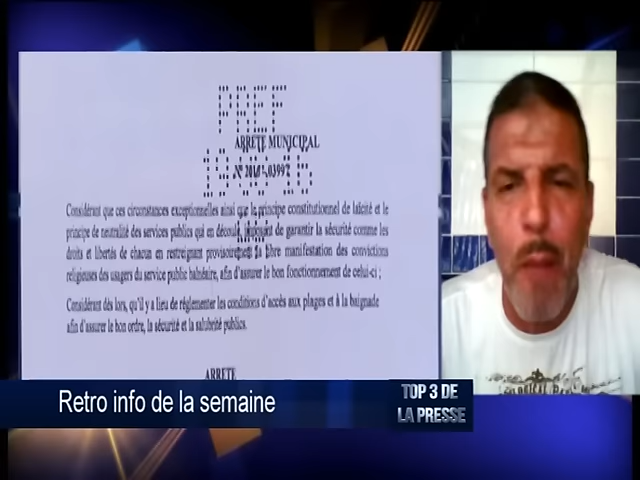 PREF
ARRETE MUNICIPAL
19
Considérant que ces circonstances exceptionnelles ainsi que le principe constitutionnel de laïcité et le
principe de neutralité des services publics qui en découle, imposent de garantir la sécurité comme les
droits et libertés de chacun en restreignant provisoirement la libre manifestation des convictions
religieuses des usagers du service public balnéaire, afin d'assurer le bon fonctionnement de celui-ci ;
Considérant dès lors, qu'il y a lieu de réglementer les conditions d'accès aux plages et à la baignade
afin d'assurer le bon ordre, la sécurité et la salubrité publics.
ARRETE
Retro info de la semaine
TOP 3 DE
LA PRESSE